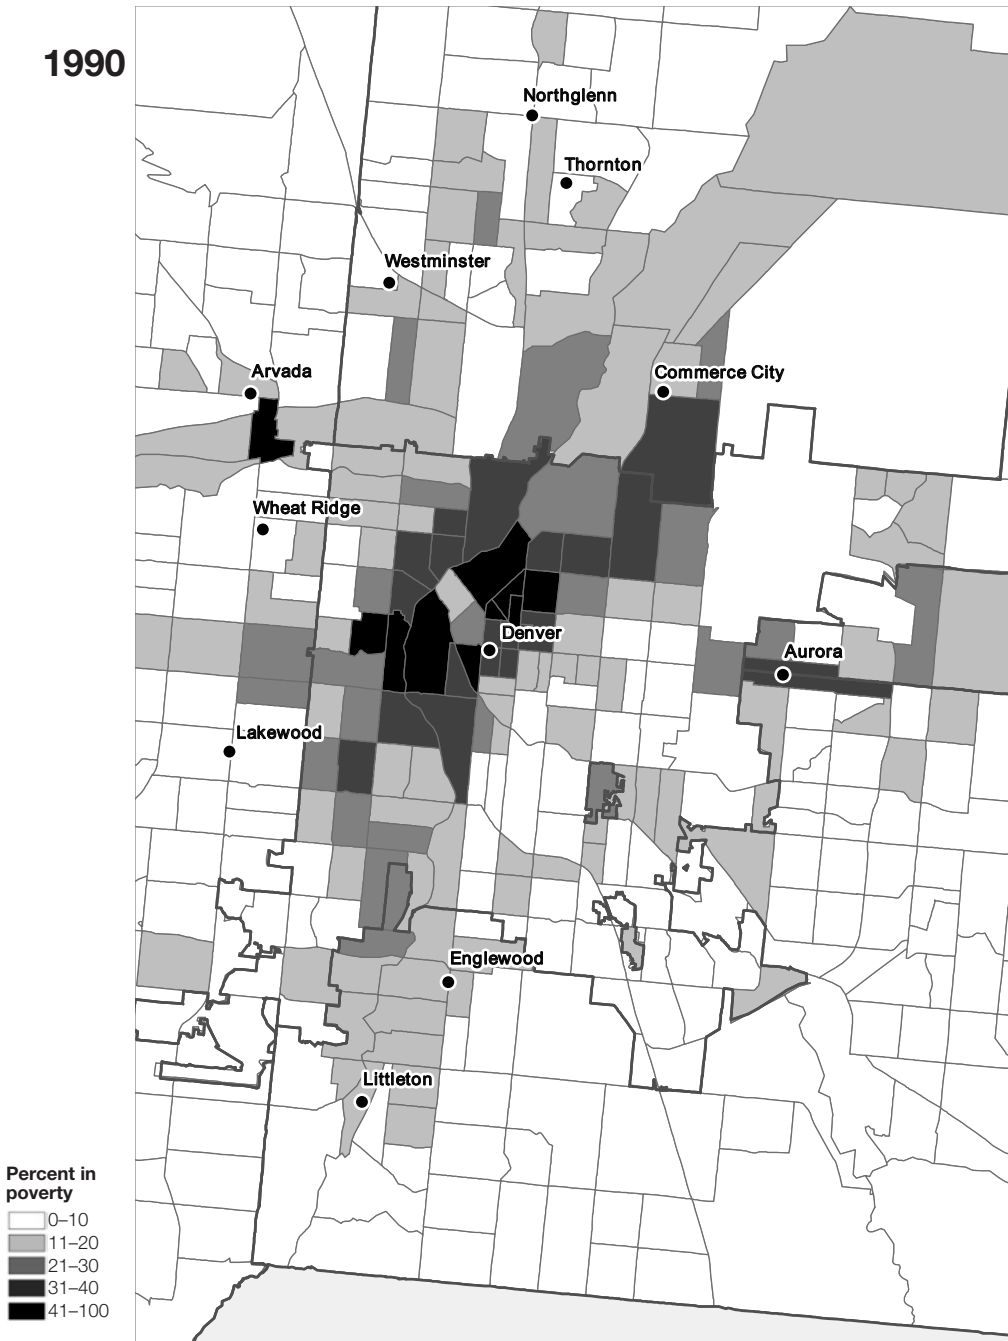 1990
Northglenn
Thornton
Westminster
Arvada
Commerce City
Wheat Ridge
Denver
Aurora
Lakewood
Englewood
Littleton
Percent in
poverty
0–10
11–20
21–30
31–40
41–100